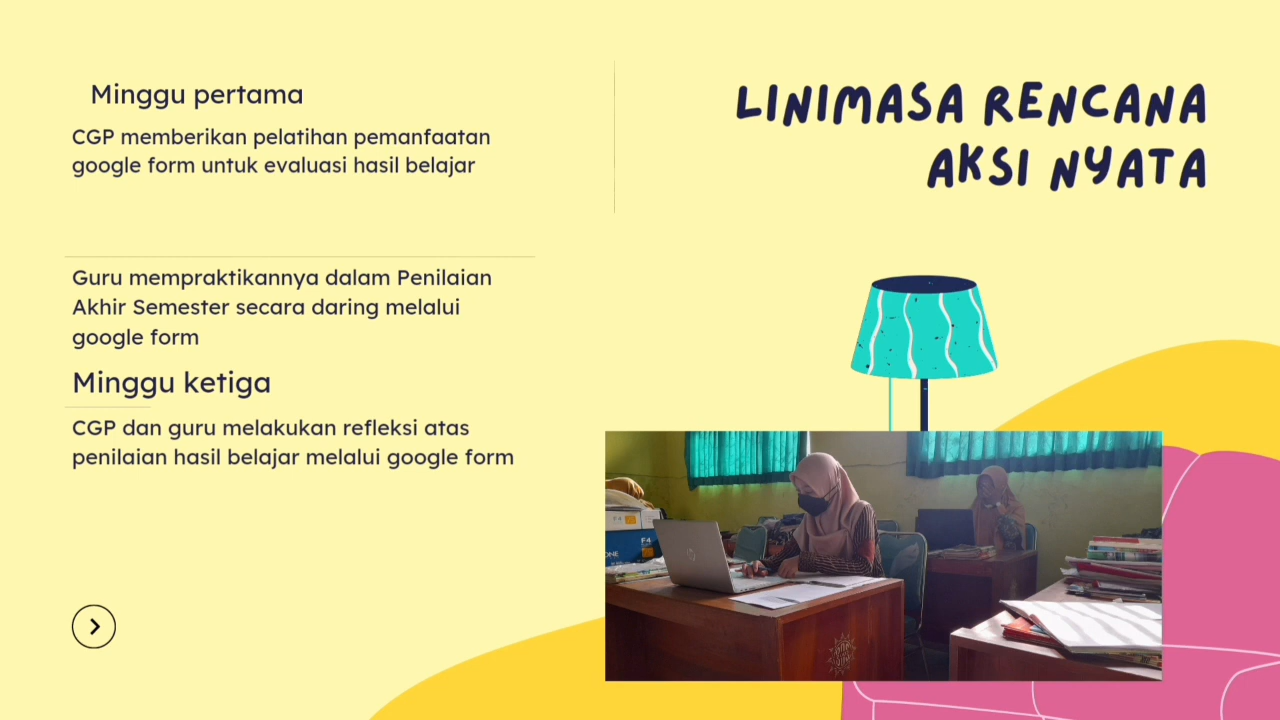 Minggu pertama
CGP memberikan pelatihan pemanfaatan
google form untuk evaluasi hasil belajar
Guru mempraktikannya dalam Penilaian
Akhir Semester secara daring melalui
google form
Minggu ketiga
CGP dan guru melakukan refleksi atas
penilaian hasil belajar melalui google form
LINIMASA RENCANA
AKSI NYATA
F4
F4